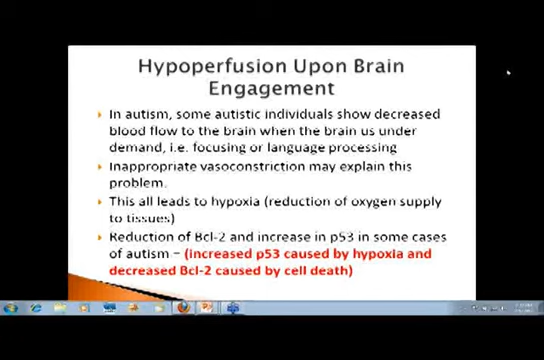 Hypoperfusion Upon Brain
Engagement
In autism, some autistic individuals show decreased
blood flow to the brain when the brain us under
demand, i.e. focusing or language processing
Inappropriate vasoconstriction may explain this
problem.
This all leads to hypoxia (reduction of oxygen supply
to tissues)
Reduction of Bcl-2 and increase in p53 in some cases
of autism – (increased p53 caused by hypoxia and
decreased Bcl-2 caused by cell death)